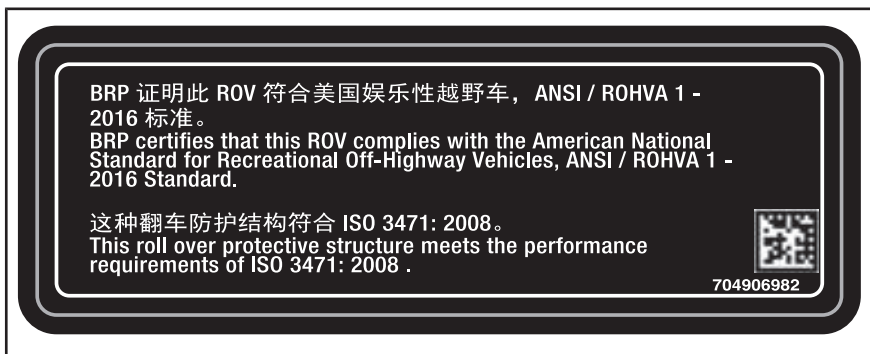 BRP 证明此 ROV 符合美国娱乐性越野车，ANSI / ROHVA 1 -
2016 标准。
BRP certifies that this ROV complies with the American National
Standard for Recreational Off-Highway Vehicles, ANSI / ROHVA 1 -
2016 Standard.
这种翻车防护结构符合 ISO 3471: 2008。
This roll over protective structure meets the performance
requirements of ISO 3471: 2008 .
704906982